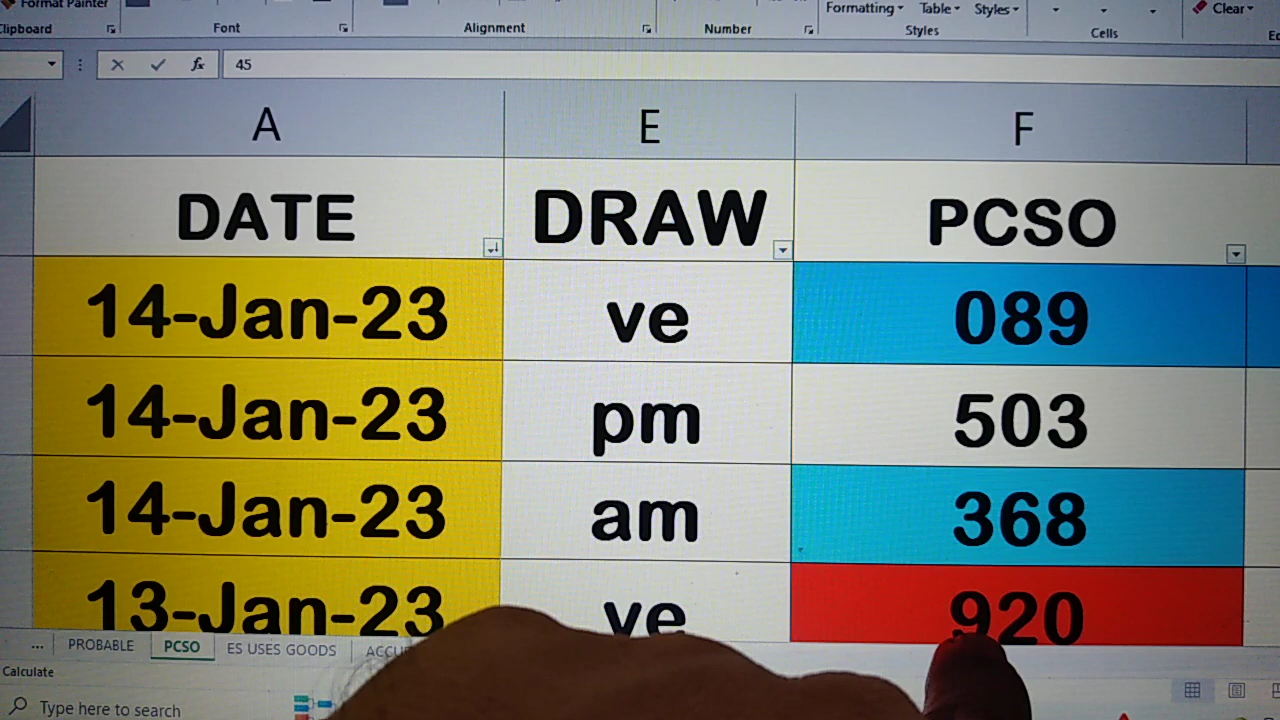 Format Painter
Formatting Table Styles Clear
Clipboard Font Alignment Number Styles Cells
fx 45
A E F
DATE DRAW PCSO
14-Jan-23 ve 089
14-Jan-23 pm 503
14-Jan-23 am 368
13-Jan-23 ve 920
... PROBABLE PCSO ES USES GOODS
Calculate
Type here to search